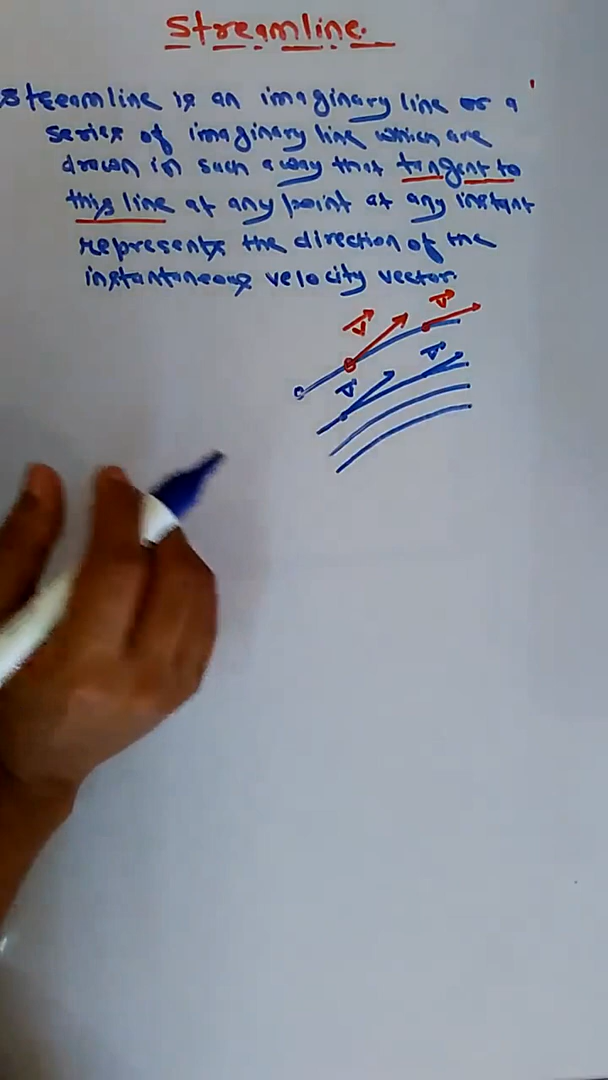 Streamline.
Streamline is an imaginary line or a
series of imaginary line which are
drawn in such a way that tangent to
this line at any point at any instant
represents the direction of the
instantaneous velocity vector.
V V
V V